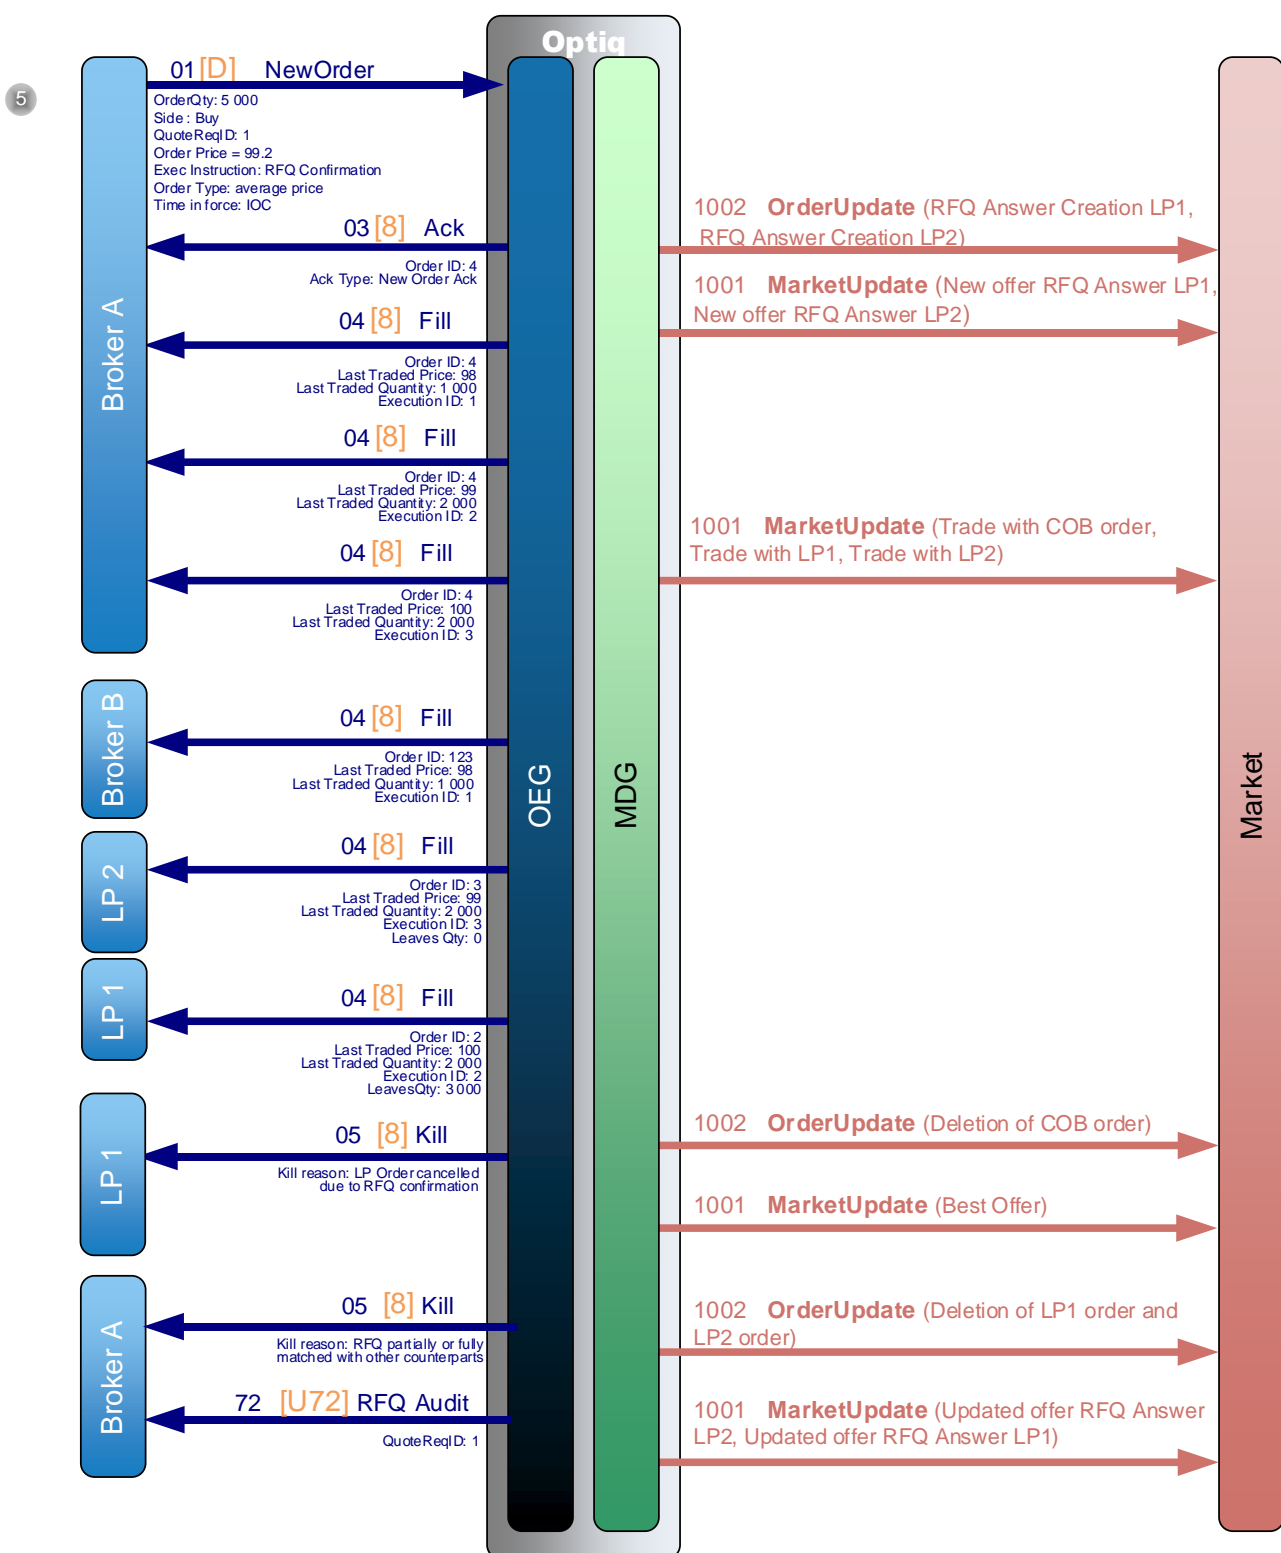 Optiq
5
01 [D] NewOrder
OrderQty: 5 000
Side : Buy
QuoteReqID: 1
Order Price = 99.2
Exec Instruction: RFQ Confirmation
Order Type: average price
Time in force: IOC
03 [8] Ack
Order ID: 4
Ack Type: New Order Ack
04 [8] Fill
Order ID: 4
Last Traded Price: 98
Last Traded Quantity: 1 000
Execution ID: 1
04 [8] Fill
Order ID: 4
Last Traded Price: 99
Last Traded Quantity: 2 000
Execution ID: 2
04 [8] Fill
Order ID: 4
Last Traded Price: 100
Last Traded Quantity: 2 000
Execution ID: 3
Broker A
04 [8] Fill
Order ID: 123
Last Traded Price: 98
Last Traded Quantity: 1 000
Execution ID: 1
Broker B
04 [8] Fill
Order ID: 3
Last Traded Price: 99
Last Traded Quantity: 2 000
Execution ID: 3
Leaves Qty: 0
LP 2
04 [8] Fill
Order ID: 2
Last Traded Price: 100
Last Traded Quantity: 2 000
Execution ID: 2
LeavesQty: 3 000
LP 1
05 [8] Kill
Kill reason: LP Order cancelled
due to RFQ confirmation
LP 1
05 [8] Kill
Kill reason: RFQ partially or fully
matched with other counterparts
72 [U72] RFQ Audit
QuoteReqID: 1
Broker A
OEG
MDG
1002 OrderUpdate (RFQ Answer Creation LP1,
RFQ Answer Creation LP2)
1001 MarketUpdate (New offer RFQ Answer LP1,
New offer RFQ Answer LP2)
1001 MarketUpdate (Trade with COB order,
Trade with LP1, Trade with LP2)
1002 OrderUpdate (Deletion of COB order)
1001 MarketUpdate (Best Offer)
1002 OrderUpdate (Deletion of LP1 order and
LP2 order)
1001 MarketUpdate (Updated offer RFQ Answer
LP2, Updated offer RFQ Answer LP1)
Market